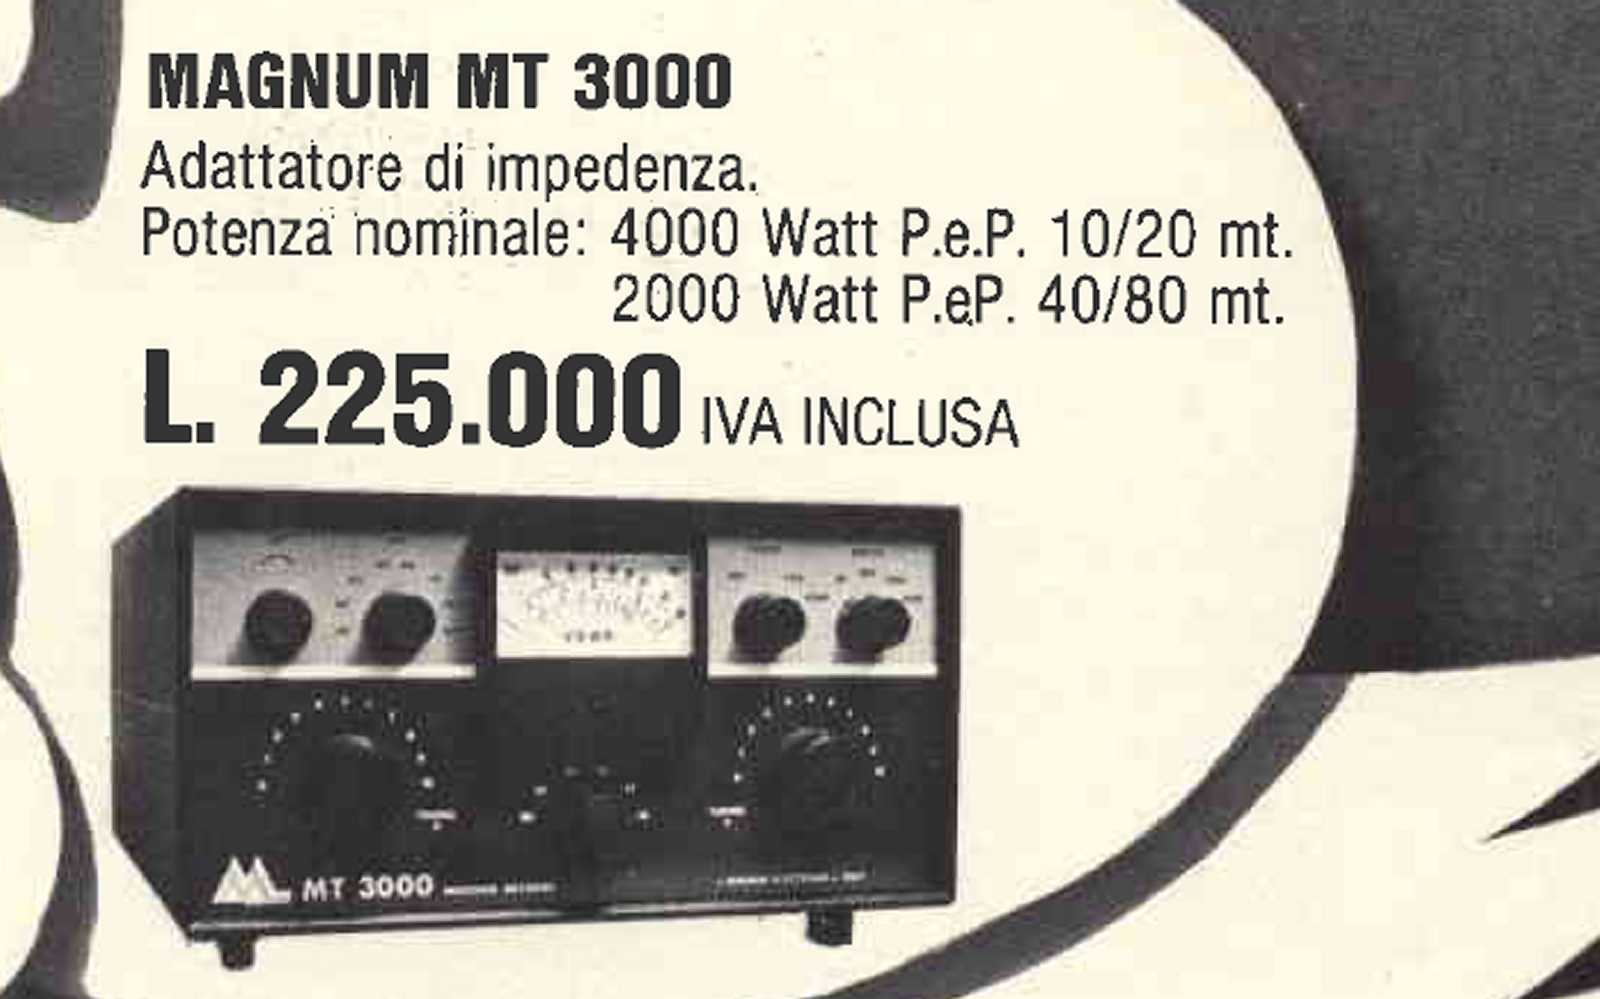 MAGNUM MT 3000
Adattatore di impedenza.
Potenza nominale: 4000 Watt P.e.P. 10/20 mt.
2000 Watt P.eP. 40/80 mt.
L. 225.000 IVA INCLUSA
MT 3000